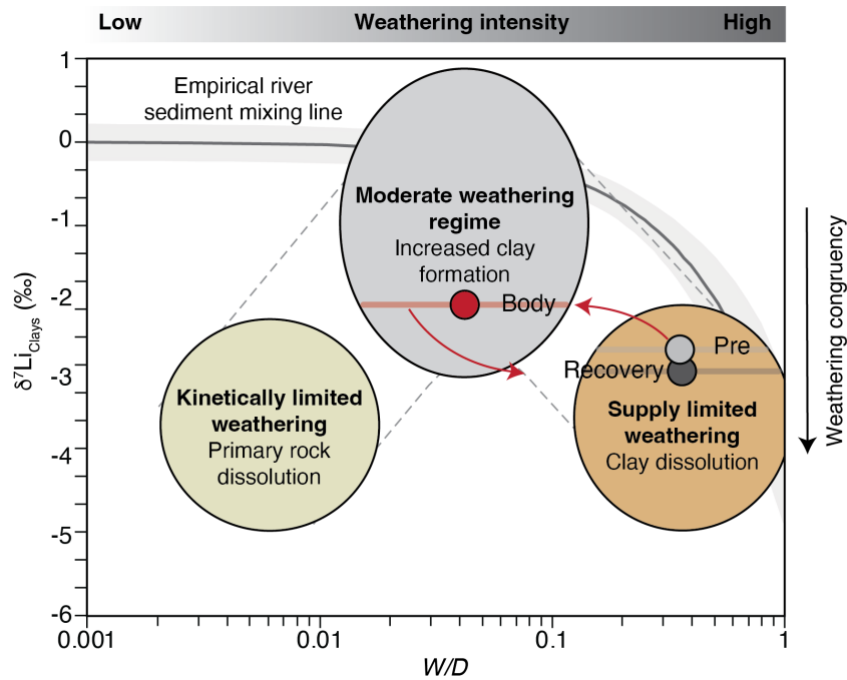 Low Weathering intensity High
1
0
-1
-2
-3
-4
-5
-6
δ⁷Li_Clays (‰)
Empirical river
sediment mixing line
Moderate weathering
regime
Increased clay
formation
Body
Pre
Recovery
Kinetically limited
weathering
Primary rock
dissolution
Supply limited
weathering
Clay dissolution
Weathering congruency
0.001 0.01 0.1 1
W/D